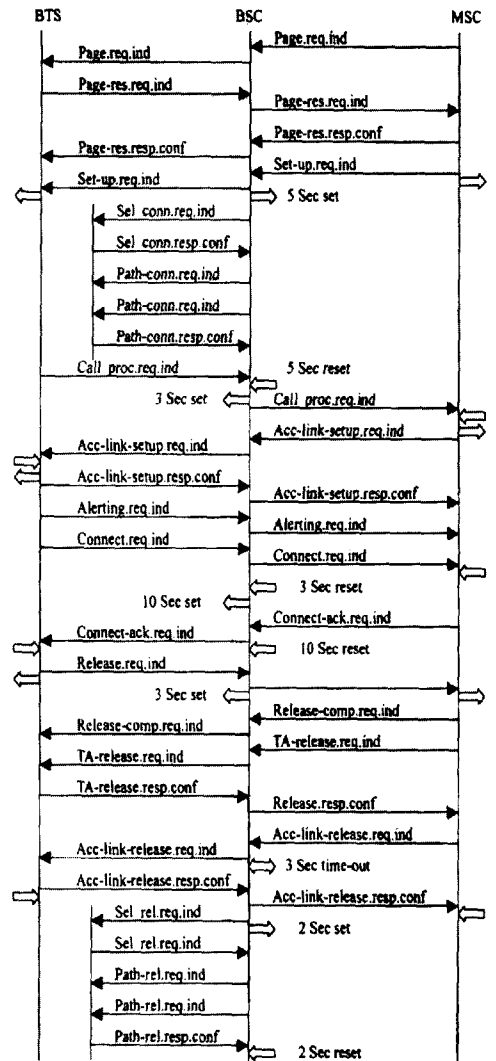 BTS BSC MSC
Page.req.ind
Page.req.ind
Page-res.req.ind
Page-res.req.ind
Page-res.resp.conf
Page-res.resp.conf
Set-up.req.ind
Set-up.req.ind
5 Sec set
Sel conn.req.ind
Sel conn.resp.conf
Path-conn.req.ind
Path-conn.req.ind
Path-conn.resp.conf
Call proc.req.ind
5 Sec reset
3 Sec set
Call proc.req.ind
Acc-link-setup.req.ind
Acc-link-setup.req.ind
Acc-link-setup.resp.conf
Acc-link-setup.resp.conf
Alerting.req.ind
Alerting.req.ind
Connect.req.ind
Connect.req.ind
3 Sec reset
10 Sec set
Connect-ack.req.ind
Connect-ack.req.ind
10 Sec reset
Release.req.ind
3 Sec set
Release-comp.req.ind
Release-comp.req.ind
TA-release.req.ind
TA-release.req.ind
TA-release.resp.conf
Release.resp.conf
Acc-link-release.req.ind
Acc-link-release.req.ind
3 Sec time-out
Acc-link-release.resp.conf
Acc-link-release.resp.conf
Sel rel.req.ind
2 Sec set
Sel rel.req.ind
Path-rel.req.ind
Path-rel.req.ind
Path-rel.resp.conf
2 Sec reset